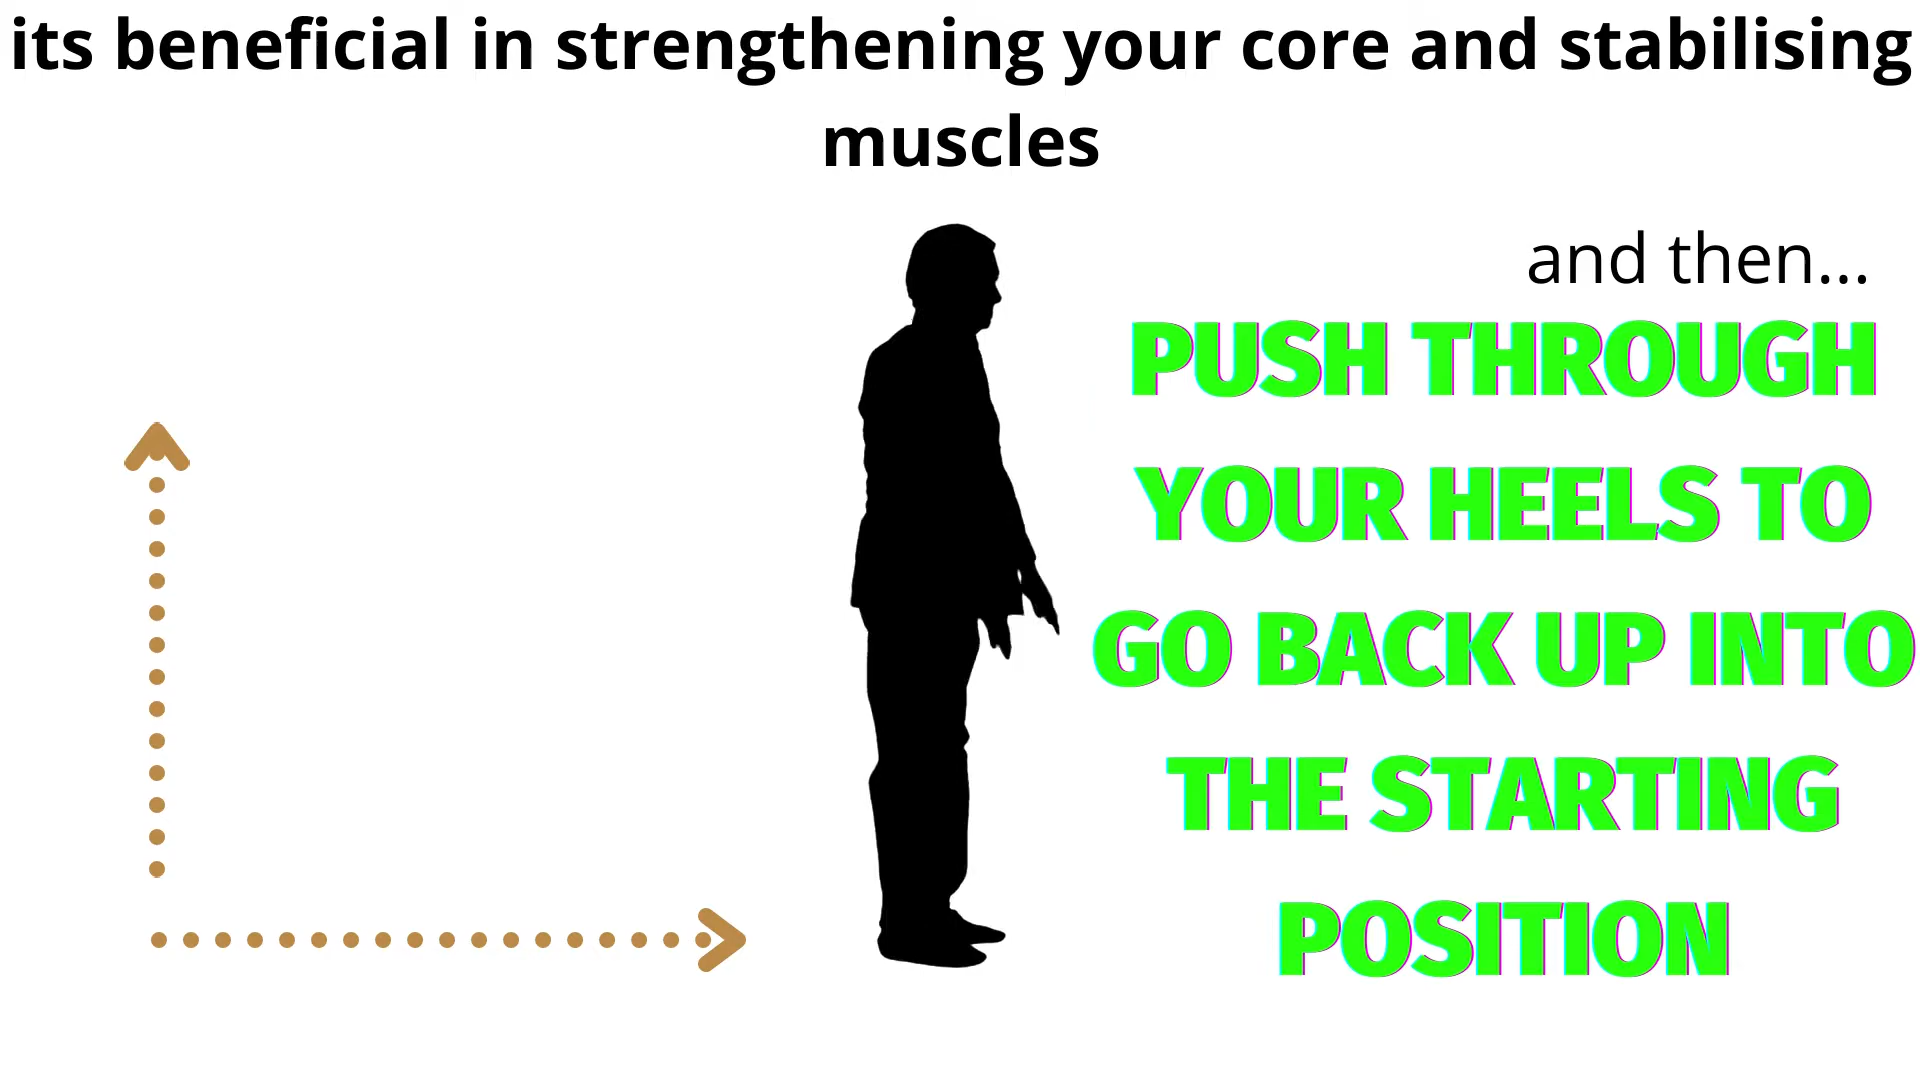 its beneficial in strengthening your core and stabilising
muscles
and then...
PUSH THROUGH
YOUR HEELS TO
GO BACK UP INTO
THE STARTING
POSITION